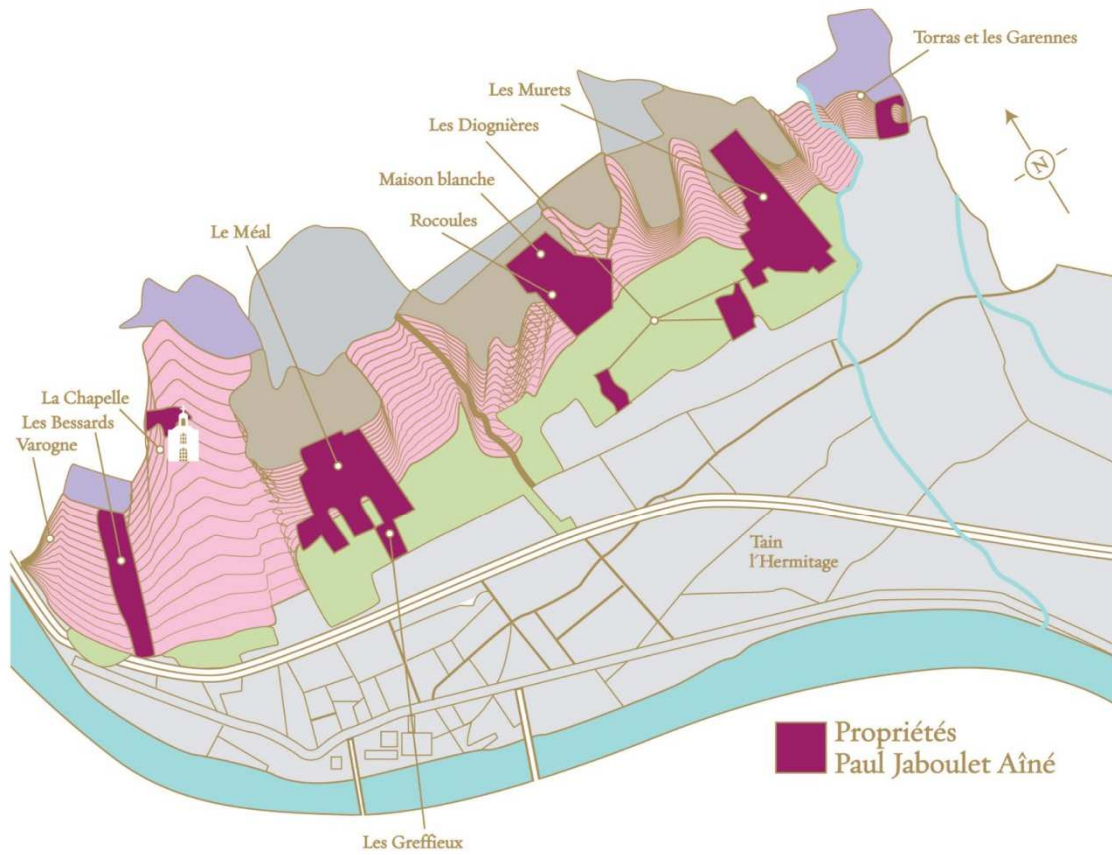 Torras et les Garennes
Les Murets
Les Diognières
Maison blanche
Rocoules
Le Méal
N
La Chapelle
Les Bessards
Varogne
Tain
l'Hermitage
Propriétés
Paul Jaboulet Aîné
Les Greffieux